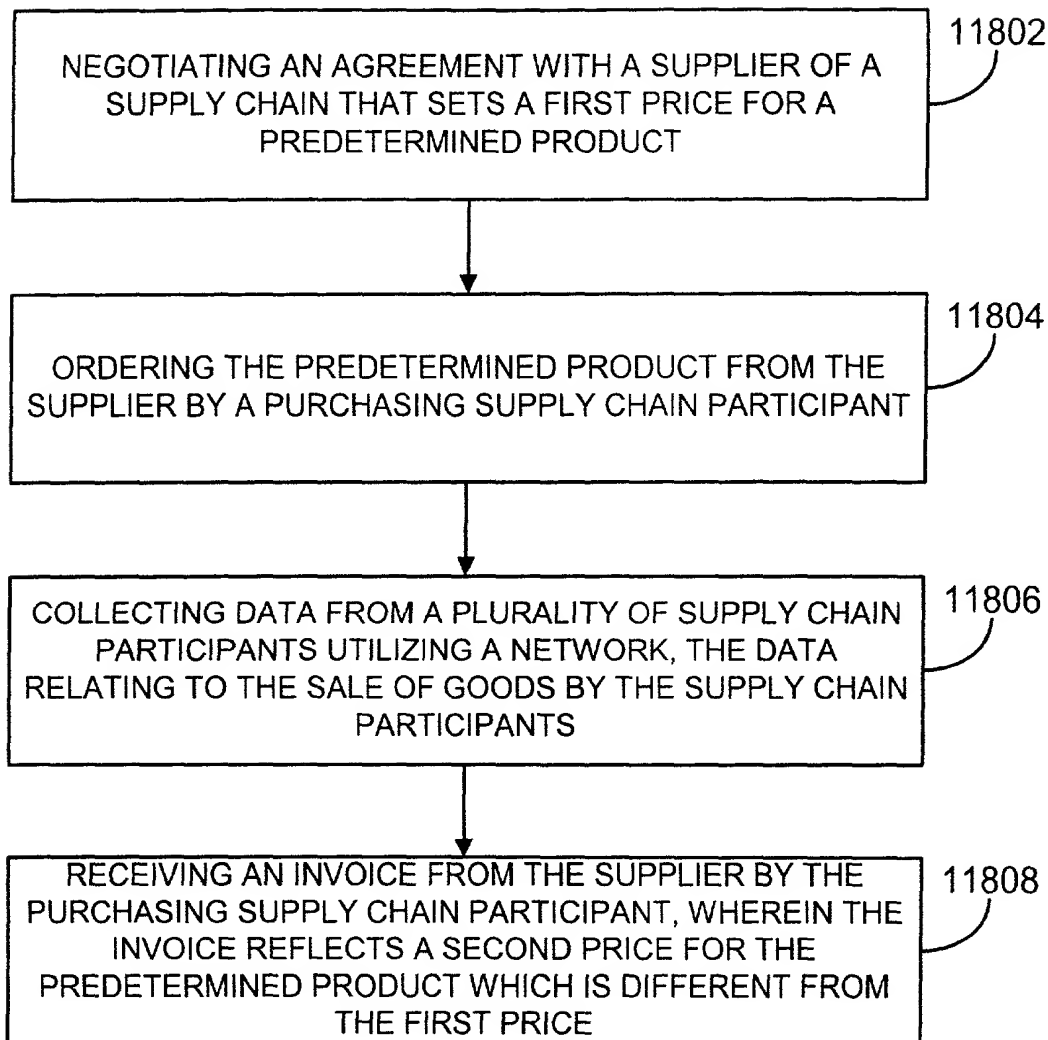 11802
NEGOTIATING AN AGREEMENT WITH A SUPPLIER OF A
SUPPLY CHAIN THAT SETS A FIRST PRICE FOR A
PREDETERMINED PRODUCT
11804
ORDERING THE PREDETERMINED PRODUCT FROM THE
SUPPLIER BY A PURCHASING SUPPLY CHAIN PARTICIPANT
11806
COLLECTING DATA FROM A PLURALITY OF SUPPLY CHAIN
PARTICIPANTS UTILIZING A NETWORK, THE DATA
RELATING TO THE SALE OF GOODS BY THE SUPPLY CHAIN
PARTICIPANTS
11808
RECEIVING AN INVOICE FROM THE SUPPLIER BY THE
PURCHASING SUPPLY CHAIN PARTICIPANT, WHEREIN THE
INVOICE REFLECTS A SECOND PRICE FOR THE
PREDETERMINED PRODUCT WHICH IS DIFFERENT FROM
THE FIRST PRICE